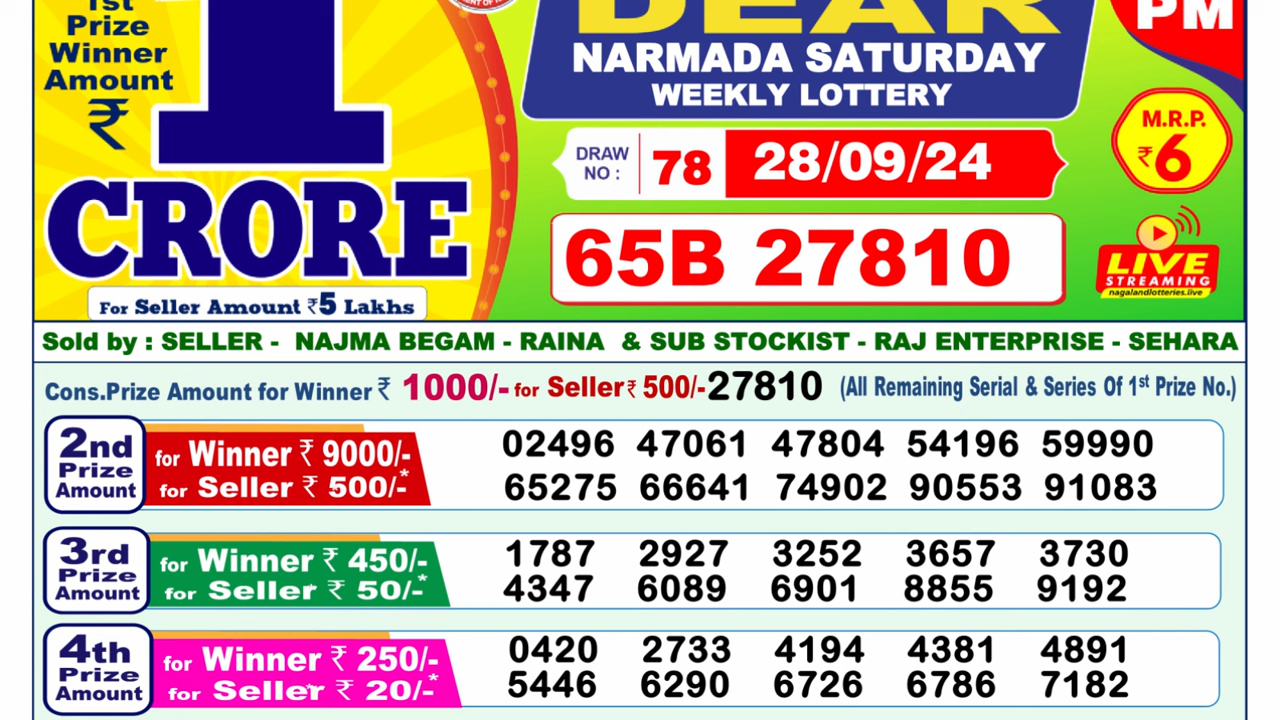 1st
Prize
Winner
Amount
₹
1
CRORE
For Seller Amount ₹5 Lakhs
DEAR
NARMADA SATURDAY
WEEKLY LOTTERY
PM
DRAW
NO :
78
28/09/24
M.R.P.
₹6
65B 27810
LIVE
STREAMING
nagalandlotteries.live
Sold by : SELLER - NAJMA BEGAM - RAINA & SUB STOCKIST - RAJ ENTERPRISE - SEHARA
Cons.Prize Amount for Winner ₹ 1000/- for Seller ₹ 500/- 27810 (All Remaining Serial & Series Of 1st Prize No.)
2nd
Prize
Amount
for Winner ₹ 9000/-
for Seller ₹ 500/-*
02496 47061 47804 54196 59990
65275 66641 74902 90553 91083
3rd
Prize
Amount
for Winner ₹ 450/-
for Seller ₹ 50/-*
1787 2927 3252 3657 3730
4347 6089 6901 8855 9192
4th
Prize
Amount
for Winner ₹ 250/-
for Seller ₹ 20/-*
0420 2733 4194 4381 4891
5446 6290 6726 6786 7182